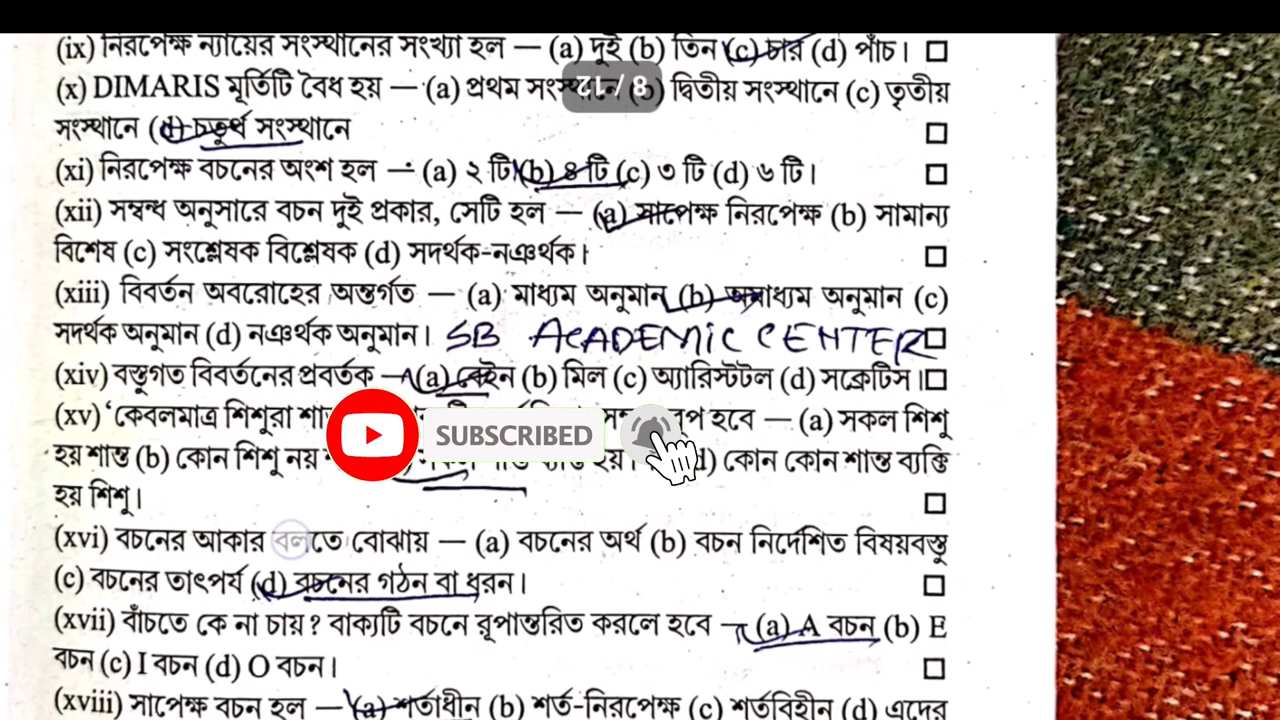 (ix) নিরপেক্ষ ন্যায়ের সংস্থানের সংখ্যা হল — (a) দুই (b) তিন (c) চার (d) পাঁচ।
8 / 12
(x) DIMARIS মূর্তিটি বৈধ হয় — (a) প্রথম সংস্থানে (b) দ্বিতীয় সংস্থানে (c) তৃতীয়
সংস্থানে (d) চতুর্থ সংস্থানে
(xi) নিরপেক্ষ বচনের অংশ হল — (a) ২ টি (b) ৪ টি (c) ৩ টি (d) ৬ টি।
(xii) সম্বন্ধ অনুসারে বচন দুই প্রকার, সেটি হল — (a) সাপেক্ষ নিরপেক্ষ (b) সামান্য
বিশেষ (c) সংশ্লেষক বিশ্লেষক (d) সদর্থক-নঞর্থক।
(xiii) বিবর্তন অবরোহের অন্তর্গত — (a) মাধ্যম অনুমান (b) অমাধ্যম অনুমান (c)
সদর্থক অনুমান (d) নঞর্থক অনুমান। SB ACADEMIC CENTER
(xiv) বস্তুগত বিবর্তনের প্রবর্তক — (a) বেইন (b) মিল (c) অ্যারিস্টটল (d) সক্রেটিস।
(xv) ‘কেবলমাত্র শিশুরা হবে — (a) সকল শিশু
SUBSCRIBED
হয় শান্ত (b) কোন শিশু নয় (d) কোন কোন শান্ত ব্যক্তি
হয় শিশু।
(xvi) বচনের আকার বলতে বোঝায় — (a) বচনের অর্থ (b) বচন নির্দেশিত বিষয়বস্তু
(c) বচনের তাৎপর্য (d) বচনের গঠন বা ধরন।
(xvii) বাঁচতে কে না চায়? বাক্যটি বচনে রূপান্তরিত করলে হবে — (a) A বচন (b) E
বচন (c) I বচন (d) O বচন।
(xviii) সাপেক্ষ বচন হল — (a) শর্তাধীন (b) শর্ত-নিরপেক্ষ (c) শর্তবিহীন (d) এদের